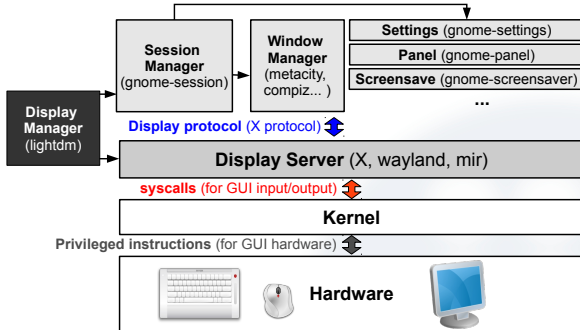 Settings (gnome-settings)
Session
Manager
(gnome-session)
Window
Manager
(metacity,
compiz... )
Panel (gnome-panel)
Screensave (gnome-screensaver)
...
Display
Manager
(lightdm)
Display protocol (X protocol)
Display Server (X, wayland, mir)
syscalls (for GUI input/output)
Kernel
Privileged instructions (for GUI hardware)
Hardware